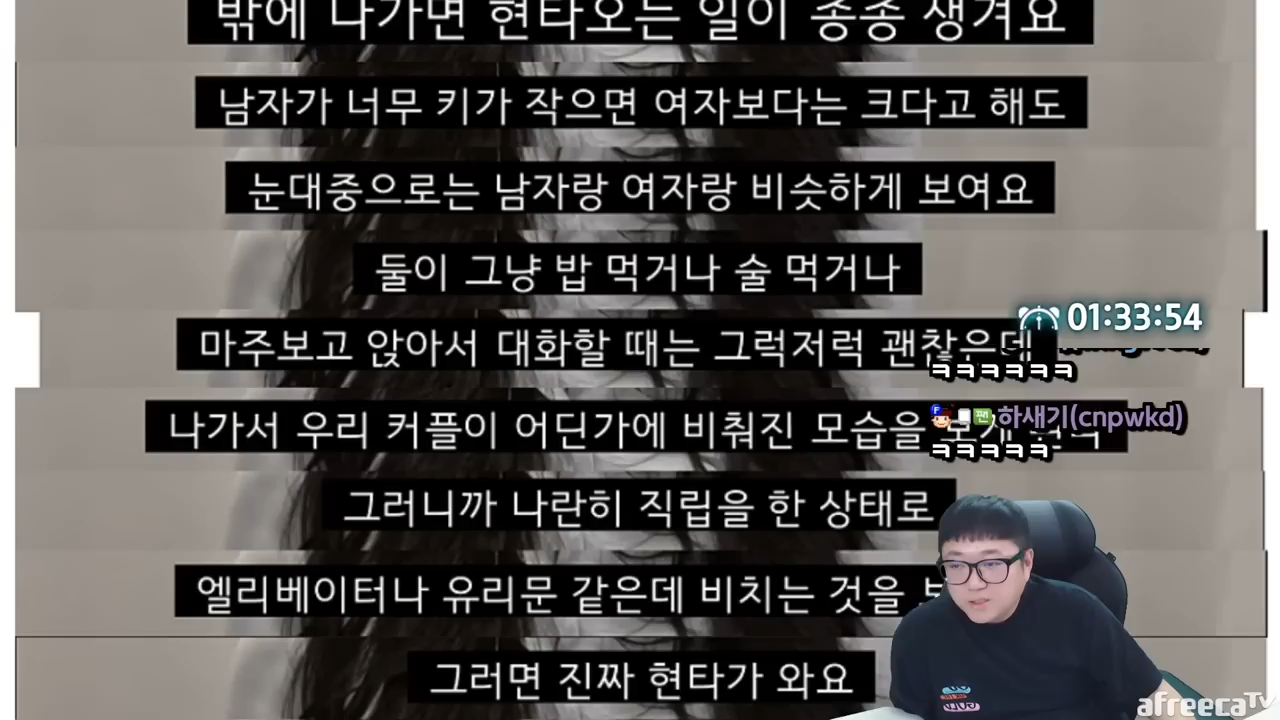 밖에 나가면 현타오는 일이 종종 생겨요
남자가 너무 키가 작으면 여자보다는 크다고 해도
눈대중으로는 남자랑 여자랑 비슷하게 보여요
둘이 그냥 밥 먹거나 술 먹거나
01:33:54
마주보고 앉아서 대화할 때는 그럭저럭 괜찮은데
ㅋㅋㅋㅋㅋㅋ
하새기(cnpwkd)
나가서 우리 커플이 어딘가에 비춰진 모습을
ㅋㅋㅋㅋㅋ
그러니까 나란히 직립을 한 상태로
엘리베이터나 유리문 같은데 비치는 것을
그러면 진짜 현타가 와요
afreecaTV